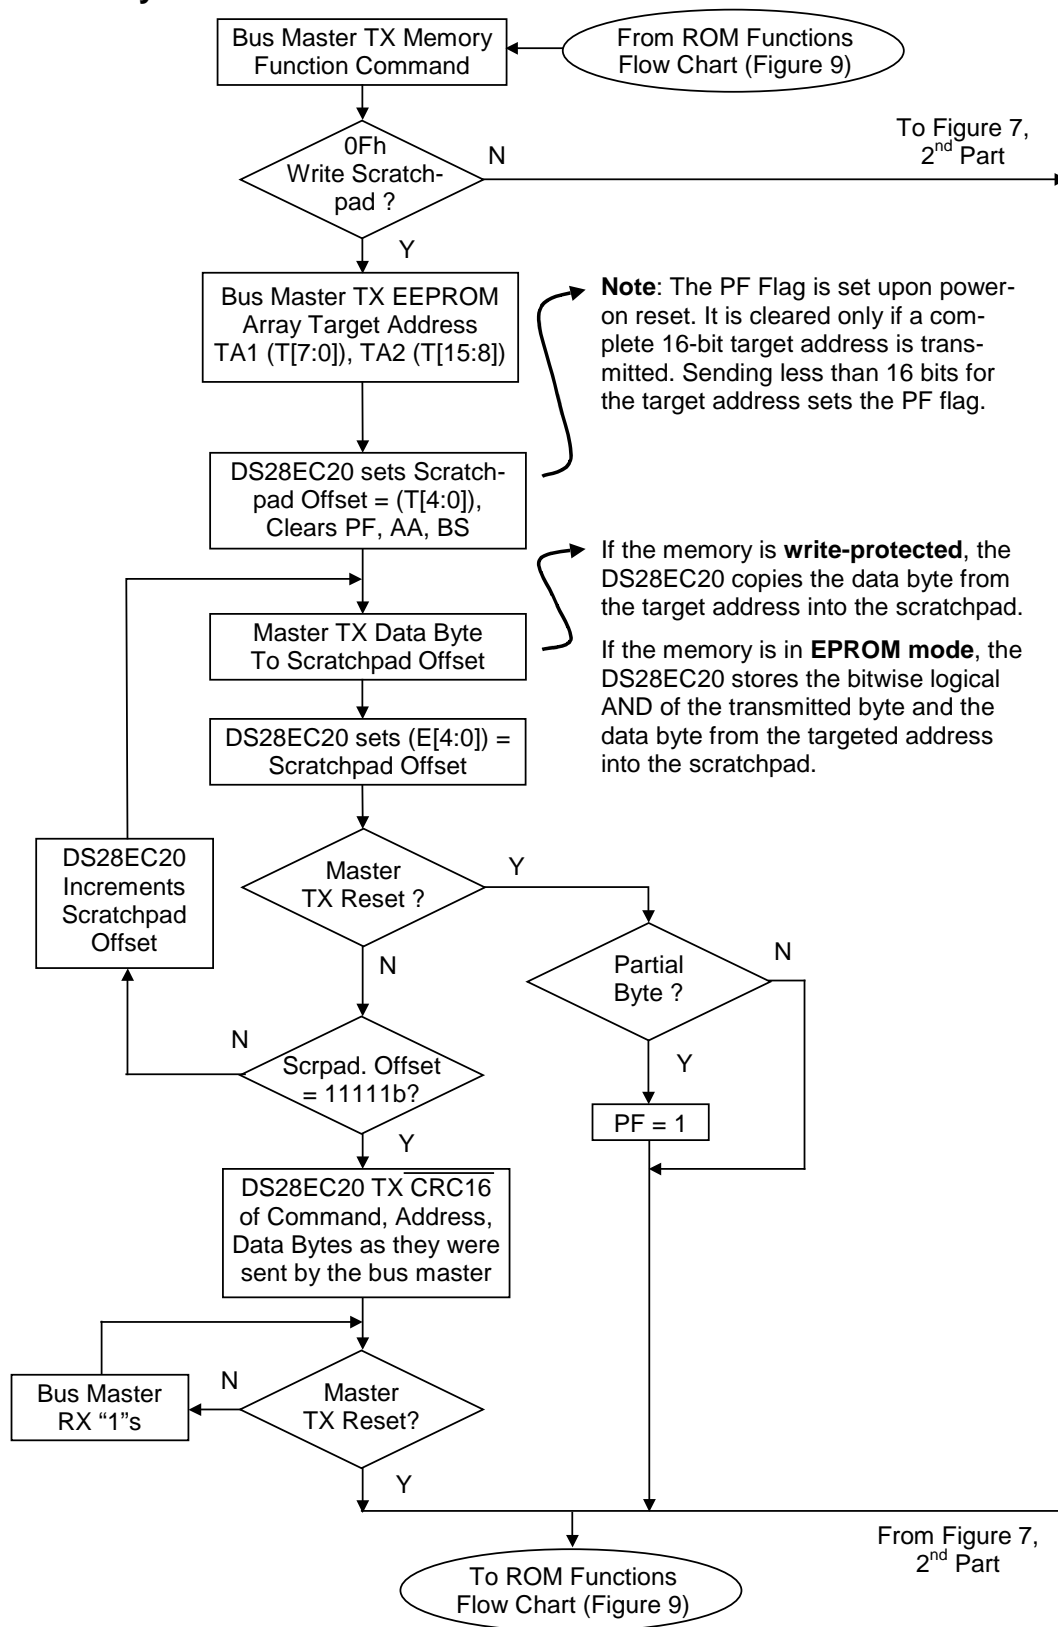 Bus Master TX Memory
Function Command
From ROM Functions
Flow Chart (Figure 9)
To Figure 7,
2nd Part
0Fh
Write Scratch-
pad ?
N
Y
Bus Master TX EEPROM
Array Target Address
TA1 (T[7:0]), TA2 (T[15:8])
Note: The PF Flag is set upon power-
on reset. It is cleared only if a com-
plete 16-bit target address is trans-
mitted. Sending less than 16 bits for
the target address sets the PF flag.
DS28EC20 sets Scratch-
pad Offset = (T[4:0]),
Clears PF, AA, BS
If the memory is write-protected, the
DS28EC20 copies the data byte from
the target address into the scratchpad.
If the memory is in EPROM mode, the
DS28EC20 stores the bitwise logical
AND of the transmitted byte and the
data byte from the targeted address
into the scratchpad.
Master TX Data Byte
To Scratchpad Offset
DS28EC20 sets (E[4:0]) =
Scratchpad Offset
DS28EC20
Increments
Scratchpad
Offset
Master
TX Reset ?
Y
N
Partial
Byte ?
N
Y
PF = 1
Scrpad. Offset
= 11111b?
N
Y
DS28EC20 TX CRC16
of Command, Address,
Data Bytes as they were
sent by the bus master
Bus Master
RX “1”s
N
Master
TX Reset?
Y
From Figure 7,
2nd Part
To ROM Functions
Flow Chart (Figure 9)